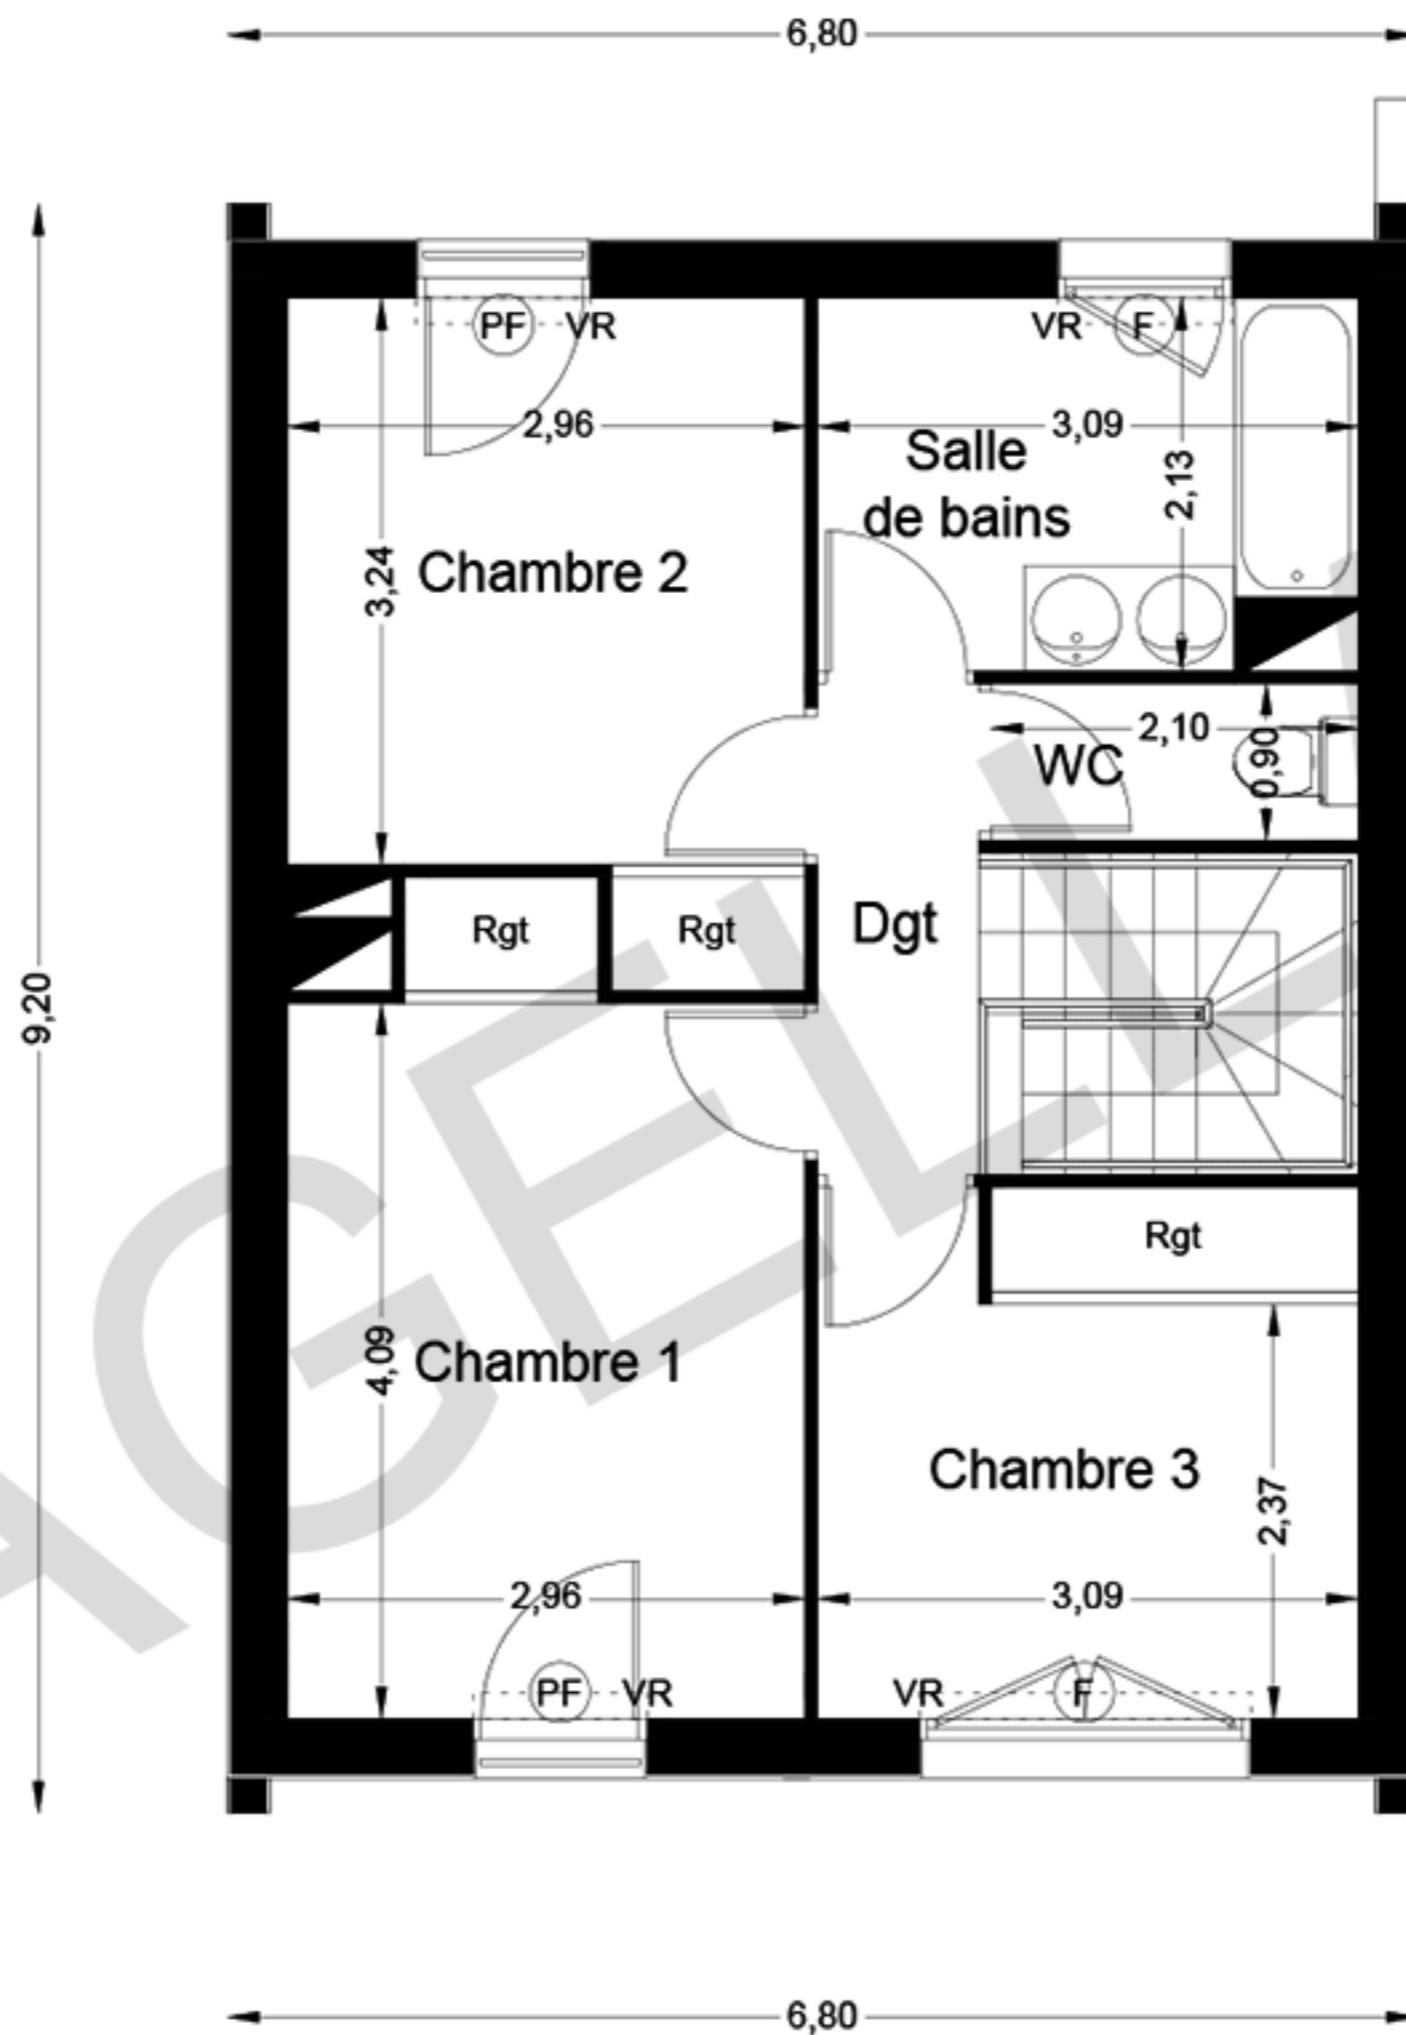 6,80
PF VR
VR F
2,96
3,09
Salle
de bains
2,13
3,24
Chambre 2
2,10
WC
0,90
Rgt
Rgt
Dgt
9,20
Rgt
4,09
Chambre 1
Chambre 3
2,37
2,96
3,09
PF VR
VR F
6,80
AGELL